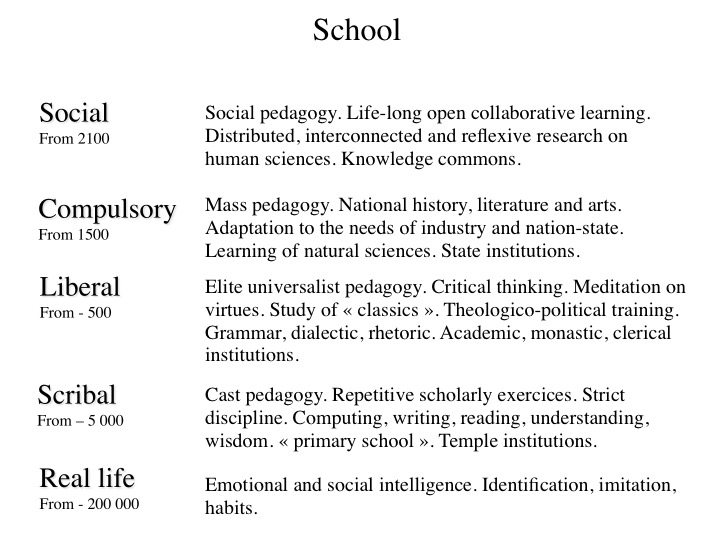 School
Social
From 2100
Social pedagogy. Life-long open collaborative learning.
Distributed, interconnected and reflexive research on
human sciences. Knowledge commons.
Compulsory
From 1500
Mass pedagogy. National history, literature and arts.
Adaptation to the needs of industry and nation-state.
Learning of natural sciences. State institutions.
Liberal
From - 500
Elite universalist pedagogy. Critical thinking. Meditation on
virtues. Study of « classics ». Theologico-political training.
Grammar, dialectic, rhetoric. Academic, monastic, clerical
institutions.
Scribal
From – 5 000
Cast pedagogy. Repetitive scholarly exercices. Strict
discipline. Computing, writing, reading, understanding,
wisdom. « primary school ». Temple institutions.
Real life
From - 200 000
Emotional and social intelligence. Identification, imitation,
habits.